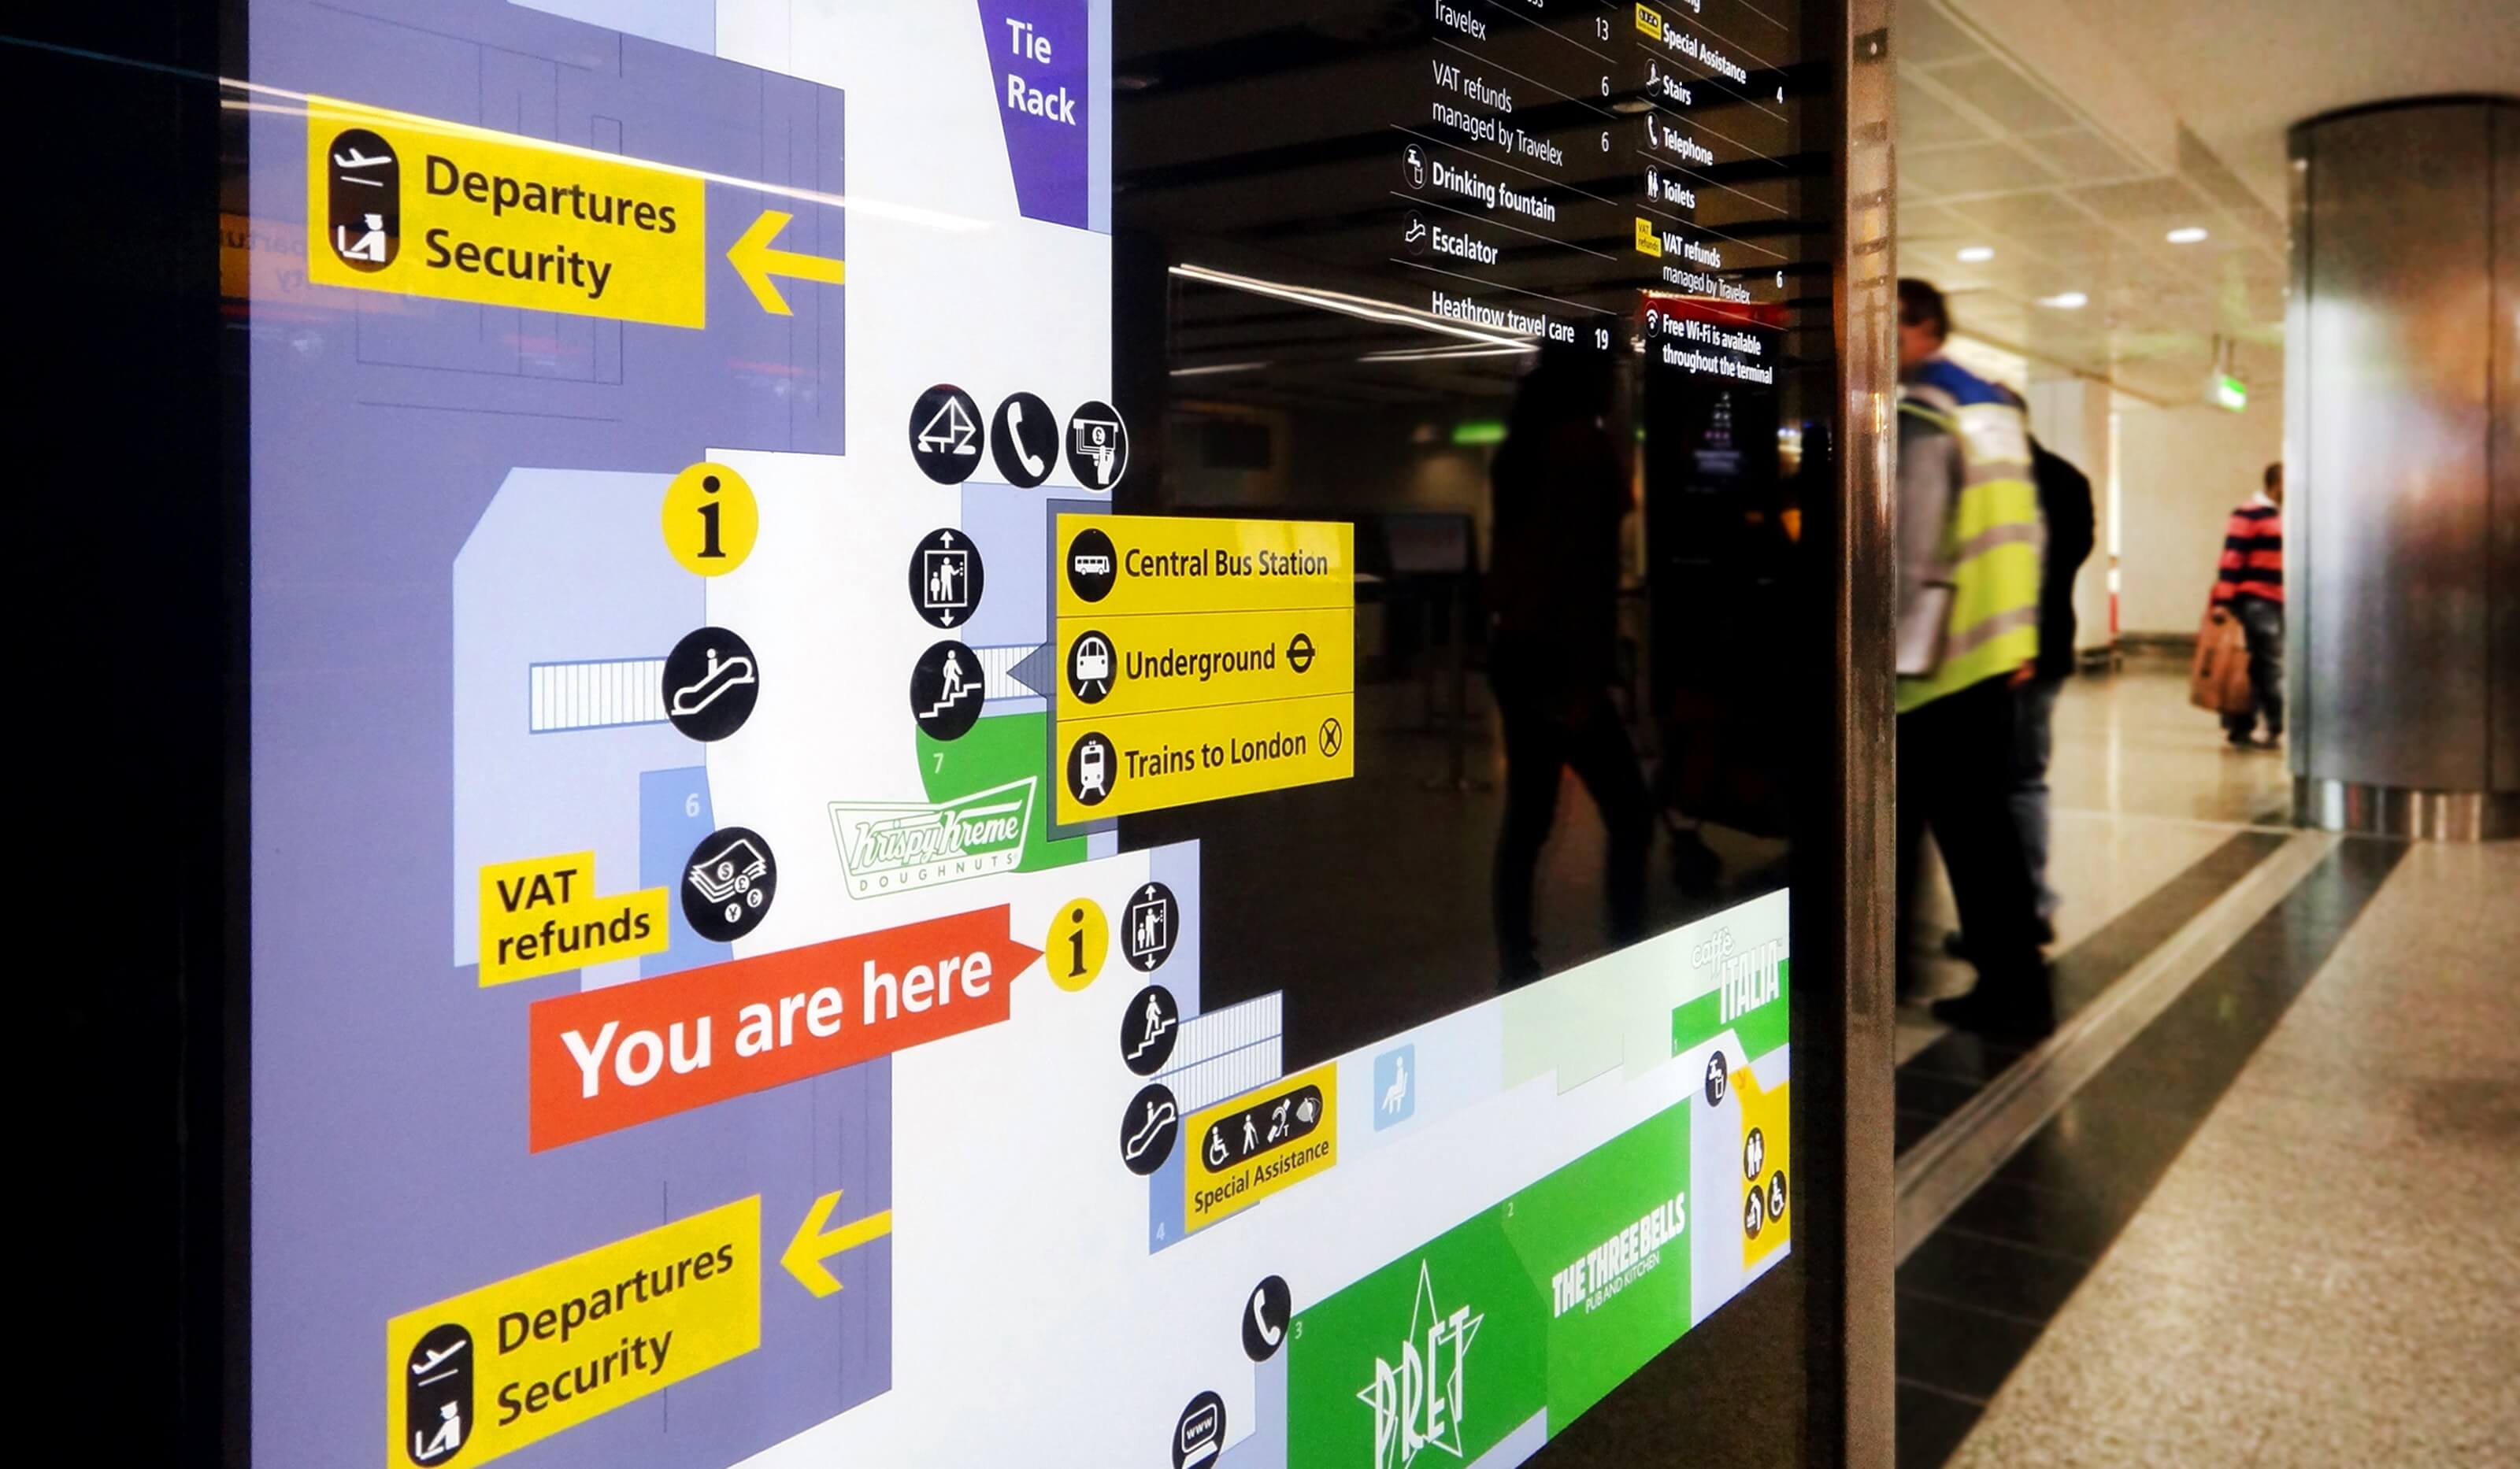 Tie
Rack
Departures
Security
i
Central Bus Station
Underground
Trains to London
7
Krispy Kreme
DOUGHNUTS
6
VAT
refunds
You are here
i
Special Assistance
4
Departures
Security
3
PRET
2
THE THREE BELLS
PUB AND KITCHEN
caffè
ITALIA
1
www
Travelex 13
VAT refunds 6
managed by Travelex 6
Drinking fountain
Escalator
Heathrow travel care 19
Special Assistance
Stairs 4
Telephone
Toilets
VAT
refunds
VAT refunds
managed by Travelex 6
Free Wi-Fi is available
throughout the terminal